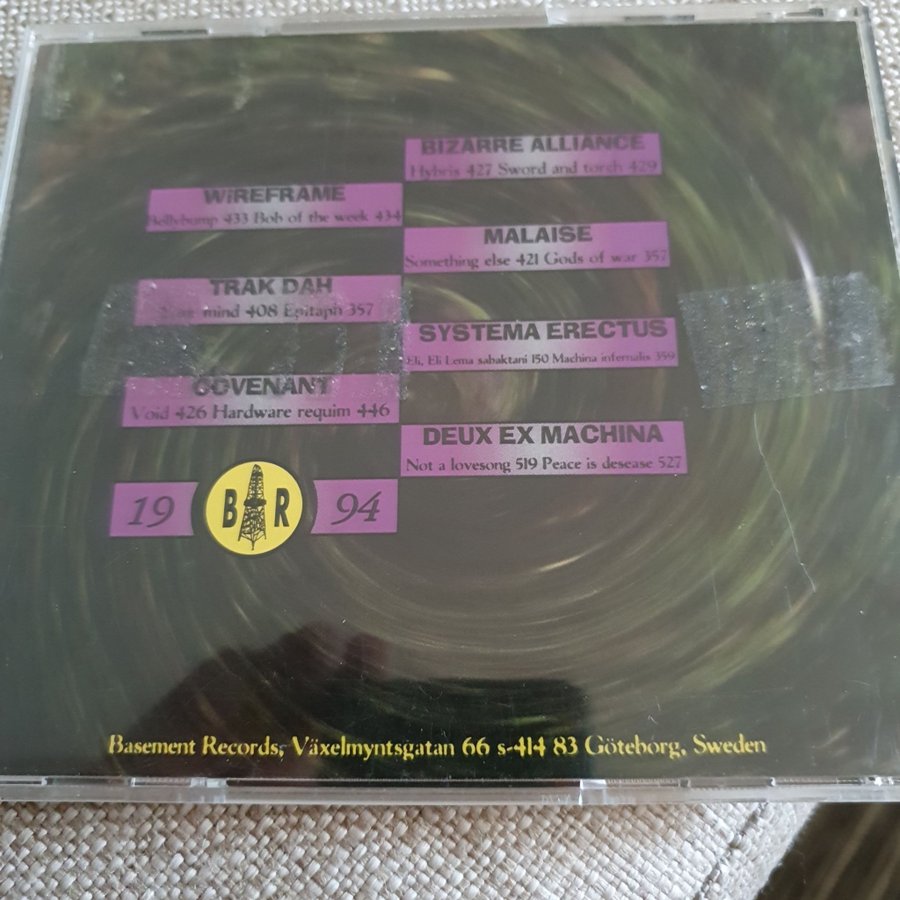 BIZARRE ALLIANCE
Hybris 427 Sword and torch 429
WiREFRAME
Bellybump 433 Bob of the week 434
MALAISE
Something else 421 Gods of war 357
TRAK DAH
mind 408 Epitaph 357
SYSTEMA ERECTUS
Eli, Eli Lema sabaktani 150 Machina infernalis 359
COVENANT
Void 426 Hardware requim 446
DEUX EX MACHINA
Not a lovesong 519 Peace is desease 527
19 B R 94
Basement Records, Växelmyntsgatan 66 s-414 83 Göteborg, Sweden